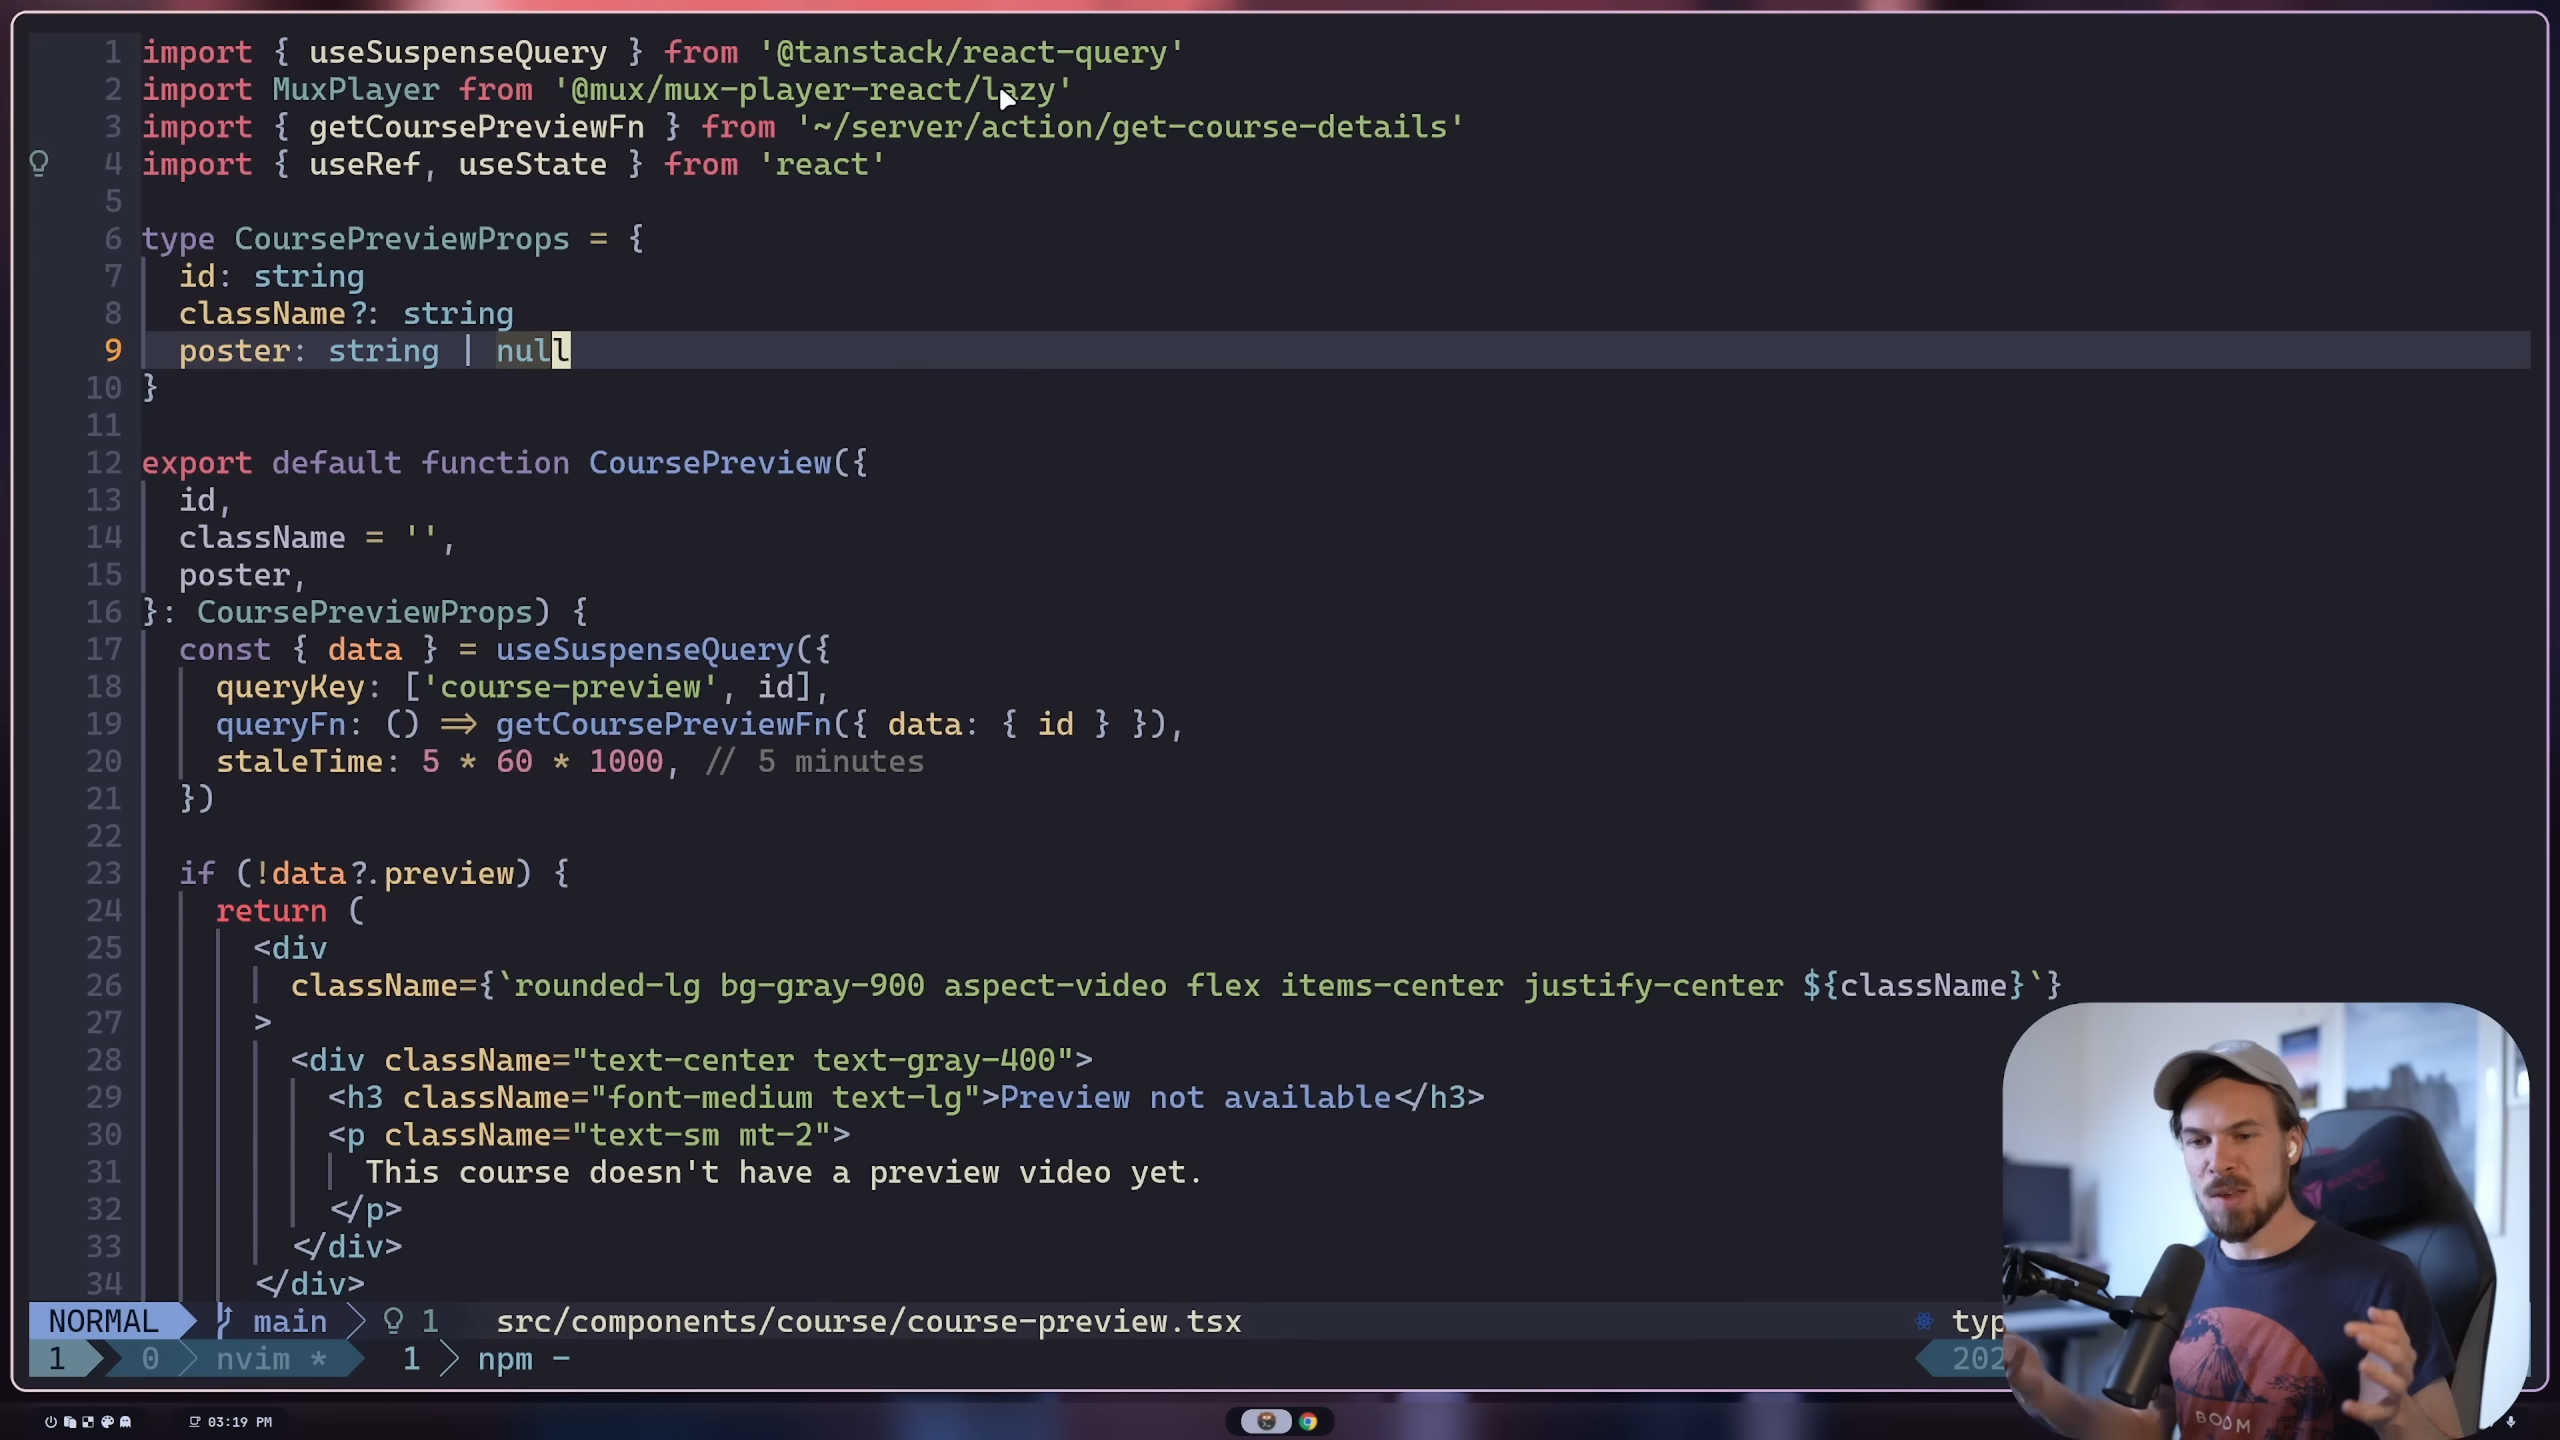 1 import { useSuspenseQuery } from '@tanstack/react-query'
2 import MuxPlayer from '@mux/mux-player-react/lazy'
3 import { getCoursePreviewFn } from '~/server/action/get-course-details'
4 import { useRef, useState } from 'react'
5
6 type CoursePreviewProps = {
7   id: string
8   className?: string
9   poster: string | null
10 }
11
12 export default function CoursePreview({
13   id,
14   className = '',
15   poster,
16 }: CoursePreviewProps) {
17   const { data } = useSuspenseQuery({
18     queryKey: ['course-preview', id],
19     queryFn: () => getCoursePreviewFn({ data: { id } }),
20     staleTime: 5 * 60 * 1000, // 5 minutes
21   })
22
23   if (!data?.preview) {
24     return (
25       <div
26         className={`rounded-lg bg-gray-900 aspect-video flex items-center justify-center ${className}`}
27       >
28         <div className="text-center text-gray-400">
29           <h3 className="font-medium text-lg">Preview not available</h3>
30           <p className="text-sm mt-2">
31             This course doesn't have a preview video yet.
32           </p>
33         </div>
34       </div>
NORMAL main 1 src/components/course/course-preview.tsx typ
1 0 nvim * 1 npm - 202
03:19 PM
BOOM